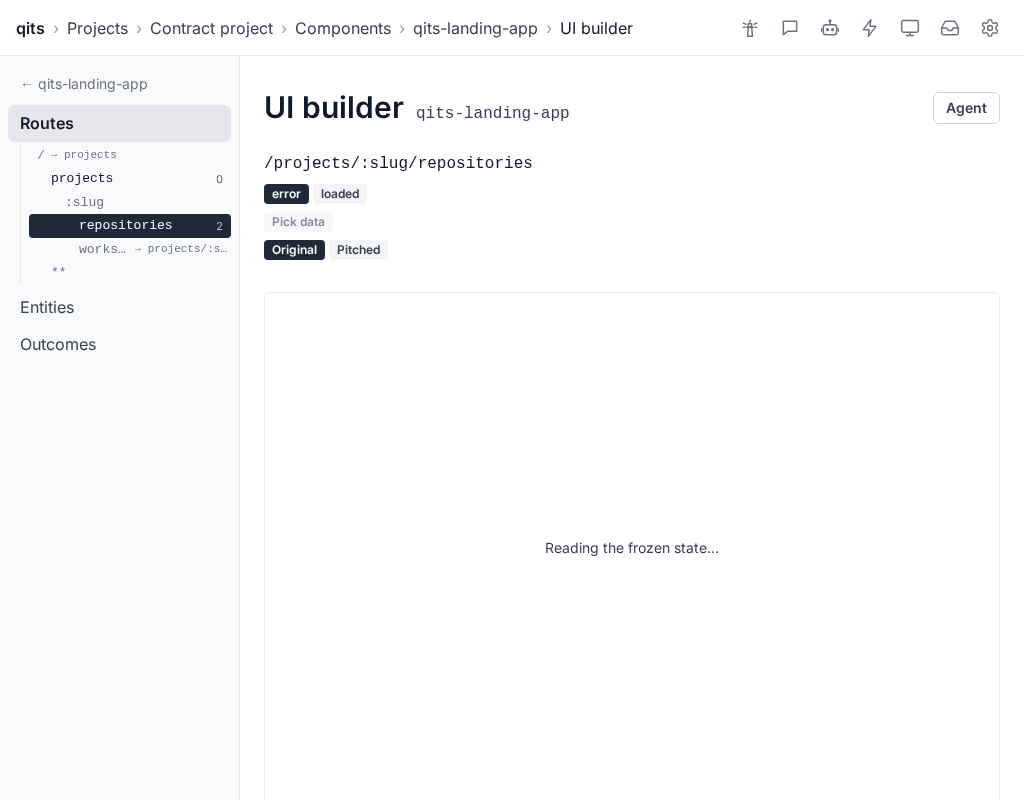 qits › Projects › Contract project › Components › qits-landing-app › UI builder
← qits-landing-app
Routes
/ → projects
projects 0
:slug
repositories 2
works… → projects/:s…
**
Entities
Outcomes
UI builder qits-landing-app
Agent
/projects/:slug/repositories
error loaded
Pick data
Original Pitched
Reading the frozen state...